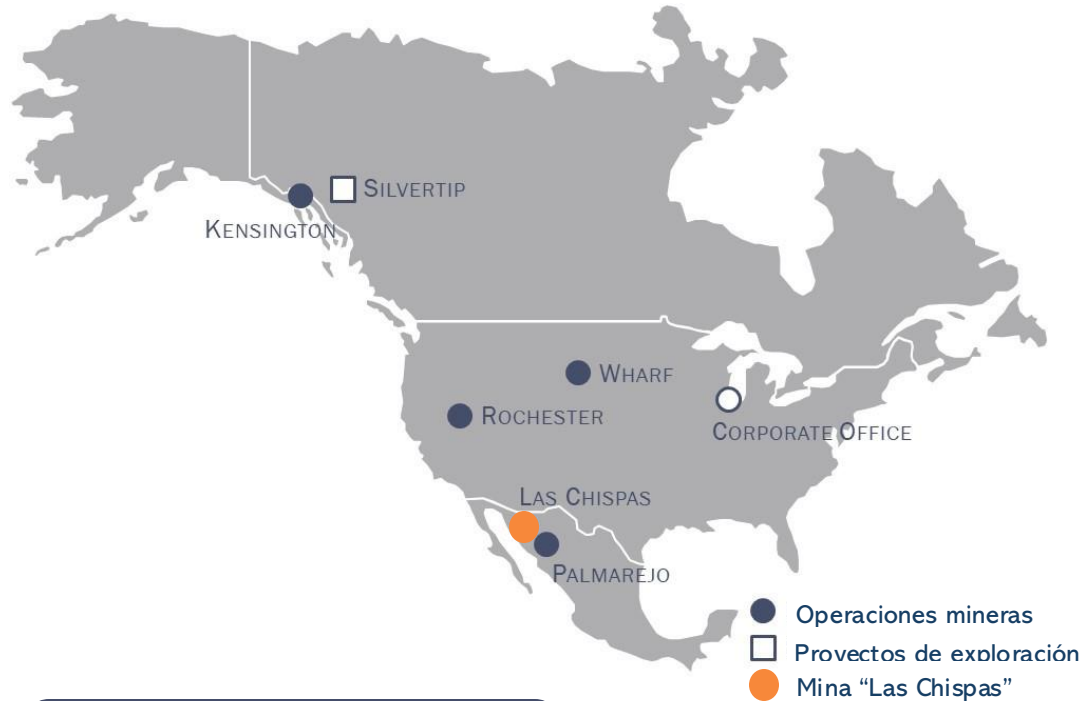 SILVERTIP
KENSINGTON
WHARF
ROCHESTER
CORPORATE OFFICE
LAS CHISPAS
PALMAREJO
Operaciones mineras
Proyectos de exploración
Mina “Las Chispas”